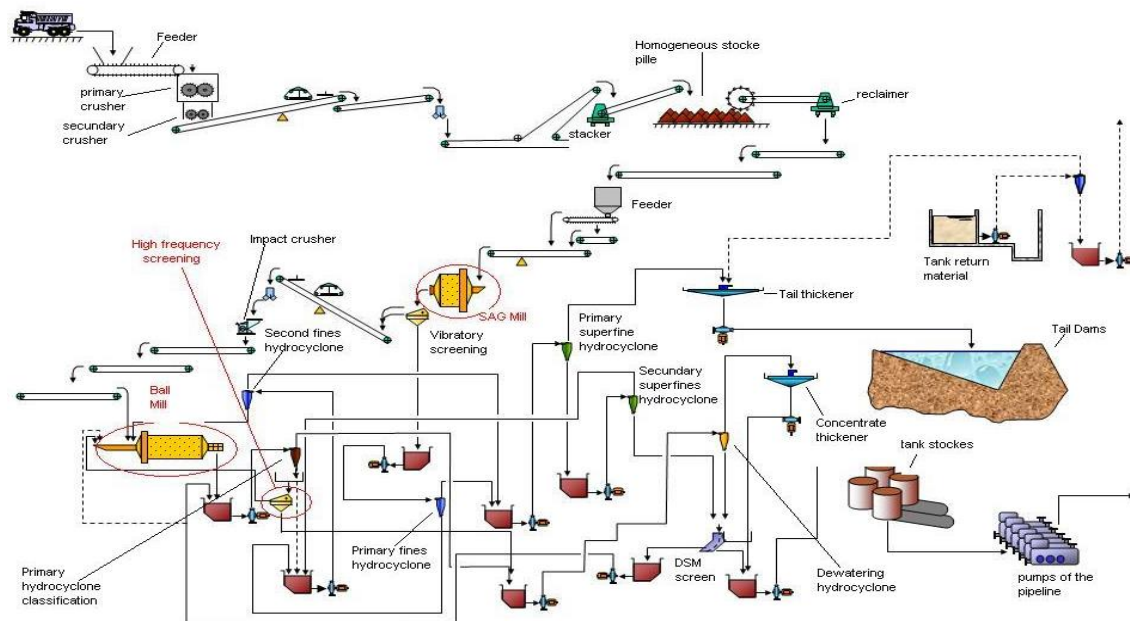 Feeder
primary
crusher
secundary
crusher
Homogeneous stocke
pille
stacker
reclaimer
Feeder
Tank return
material
Impact crusher
High frequency
screening
SAG Mill
Vibratory
screening
Second fines
hydrocyclone
Primary
superfine
hydrocyclone
Tail thickener
Tail Dams
Secundary
superfines
hydrocyclone
Ball
Mill
Concentrate
thickener
tank stockes
Primary
hydrocyclone
classification
Primary fines
hydrocyclone
DSM
screen
Dewatering
hydrocyclone
pumps of the
pipeline